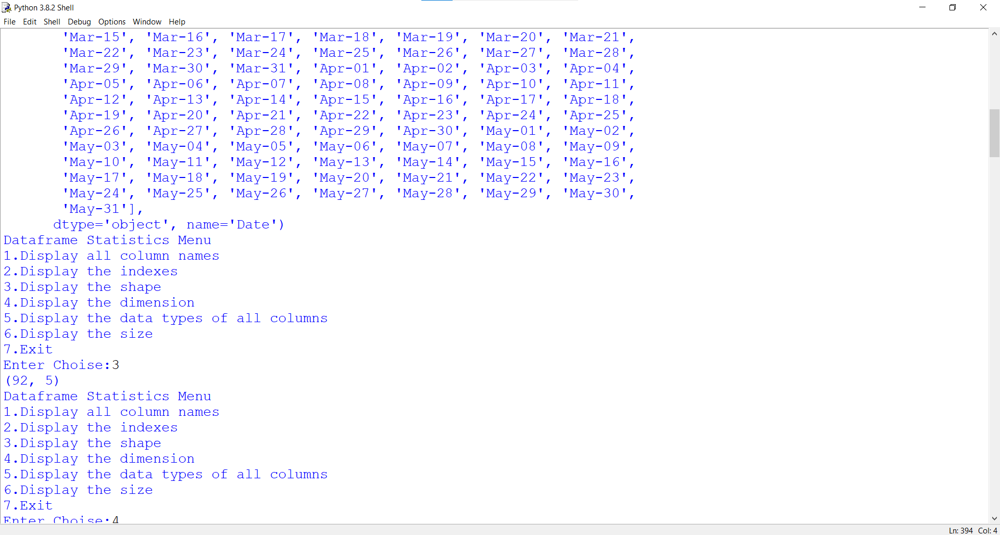 Python 3.8.2 Shell
File Edit Shell Debug Options Window Help
'Mar-15', 'Mar-16', 'Mar-17', 'Mar-18', 'Mar-19', 'Mar-20', 'Mar-21',
'Mar-22', 'Mar-23', 'Mar-24', 'Mar-25', 'Mar-26', 'Mar-27', 'Mar-28',
'Mar-29', 'Mar-30', 'Mar-31', 'Apr-01', 'Apr-02', 'Apr-03', 'Apr-04',
'Apr-05', 'Apr-06', 'Apr-07', 'Apr-08', 'Apr-09', 'Apr-10', 'Apr-11',
'Apr-12', 'Apr-13', 'Apr-14', 'Apr-15', 'Apr-16', 'Apr-17', 'Apr-18',
'Apr-19', 'Apr-20', 'Apr-21', 'Apr-22', 'Apr-23', 'Apr-24', 'Apr-25',
'Apr-26', 'Apr-27', 'Apr-28', 'Apr-29', 'Apr-30', 'May-01', 'May-02',
'May-03', 'May-04', 'May-05', 'May-06', 'May-07', 'May-08', 'May-09',
'May-10', 'May-11', 'May-12', 'May-13', 'May-14', 'May-15', 'May-16',
'May-17', 'May-18', 'May-19', 'May-20', 'May-21', 'May-22', 'May-23',
'May-24', 'May-25', 'May-26', 'May-27', 'May-28', 'May-29', 'May-30',
'May-31'],
dtype='object', name='Date')
Dataframe Statistics Menu
1.Display all column names
2.Display the indexes
3.Display the shape
4.Display the dimension
5.Display the data types of all columns
6.Display the size
7.Exit
Enter Choise:3
(92, 5)
Dataframe Statistics Menu
1.Display all column names
2.Display the indexes
3.Display the shape
4.Display the dimension
5.Display the data types of all columns
6.Display the size
7.Exit
Enter Choise:4
Ln: 394 Col: 4